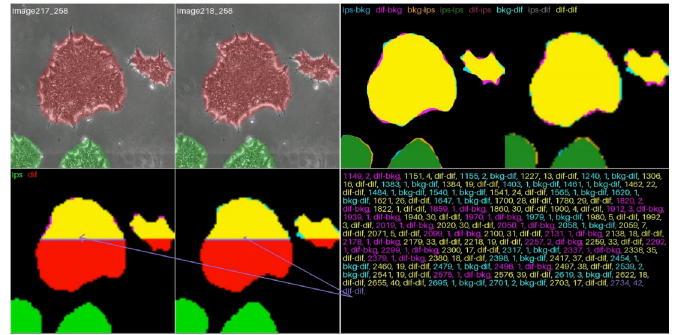 Image217_258
Image218_258
ips-bkg dif-bkg bkg-ips ips-ips dif-ips bkg-dif ips-dif dif-dif
ips dif
1149, 2, dif-bkg, 1151, 4, dif-dif, 1155, 2, bkg-dif, 1227, 13, dif-dif, 1240, 1, bkg-dif, 1306,
16, dif-dif, 1383, 1, bkg-dif, 1384, 19, dif-dif, 1403, 1, bkg-dif, 1461, 1, bkg-dif, 1462, 22,
dif-dif, 1484, 1, bkg-dif, 1540, 1, bkg-dif, 1541, 24, dif-dif, 1565, 1, bkg-dif, 1620, 1,
bkg-dif, 1621, 26, dif-dif, 1647, 1, bkg-dif, 1700, 28, dif-dif, 1780, 29, dif-dif, 1820, 2,
dif-bkg, 1822, 1, dif-dif, 1859, 1, dif-bkg, 1860, 30, dif-dif, 1900, 4, dif-dif, 1912, 3, dif-bkg,
1939, 1, dif-bkg, 1940, 30, dif-dif, 1970, 1, dif-bkg, 1979, 1, bkg-dif, 1980, 5, dif-dif, 1992,
3, dif-dif, 2019, 1, dif-bkg, 2020, 30, dif-dif, 2050, 1, dif-bkg, 2058, 1, bkg-dif, 2059, 7,
dif-dif, 2071, 5, dif-dif, 2099, 1, dif-bkg, 2100, 31, dif-dif, 2131, 1, dif-bkg, 2138, 18, dif-dif,
2178, 1, dif-bkg, 2179, 33, dif-dif, 2218, 19, dif-dif, 2257, 2, dif-bkg, 2259, 33, dif-dif, 2292,
1, dif-bkg, 2299, 1, dif-bkg, 2300, 17, dif-dif, 2317, 1, bkg-dif, 2337, 1, dif-bkg, 2338, 35,
dif-dif, 2379, 1, dif-bkg, 2380, 18, dif-dif, 2398, 1, bkg-dif, 2417, 37, dif-dif, 2454, 1,
bkg-dif, 2460, 19, dif-dif, 2479, 1, bkg-dif, 2496, 1, dif-bkg, 2497, 38, dif-dif, 2539, 2,
bkg-dif, 2541, 19, dif-dif, 2575, 1, dif-bkg, 2576, 39, dif-dif, 2619, 3, bkg-dif, 2622, 18,
dif-dif, 2655, 40, dif-dif, 2695, 1, bkg-dif, 2701, 2, bkg-dif, 2703, 17, dif-dif, 2734, 42,
dif-dif,